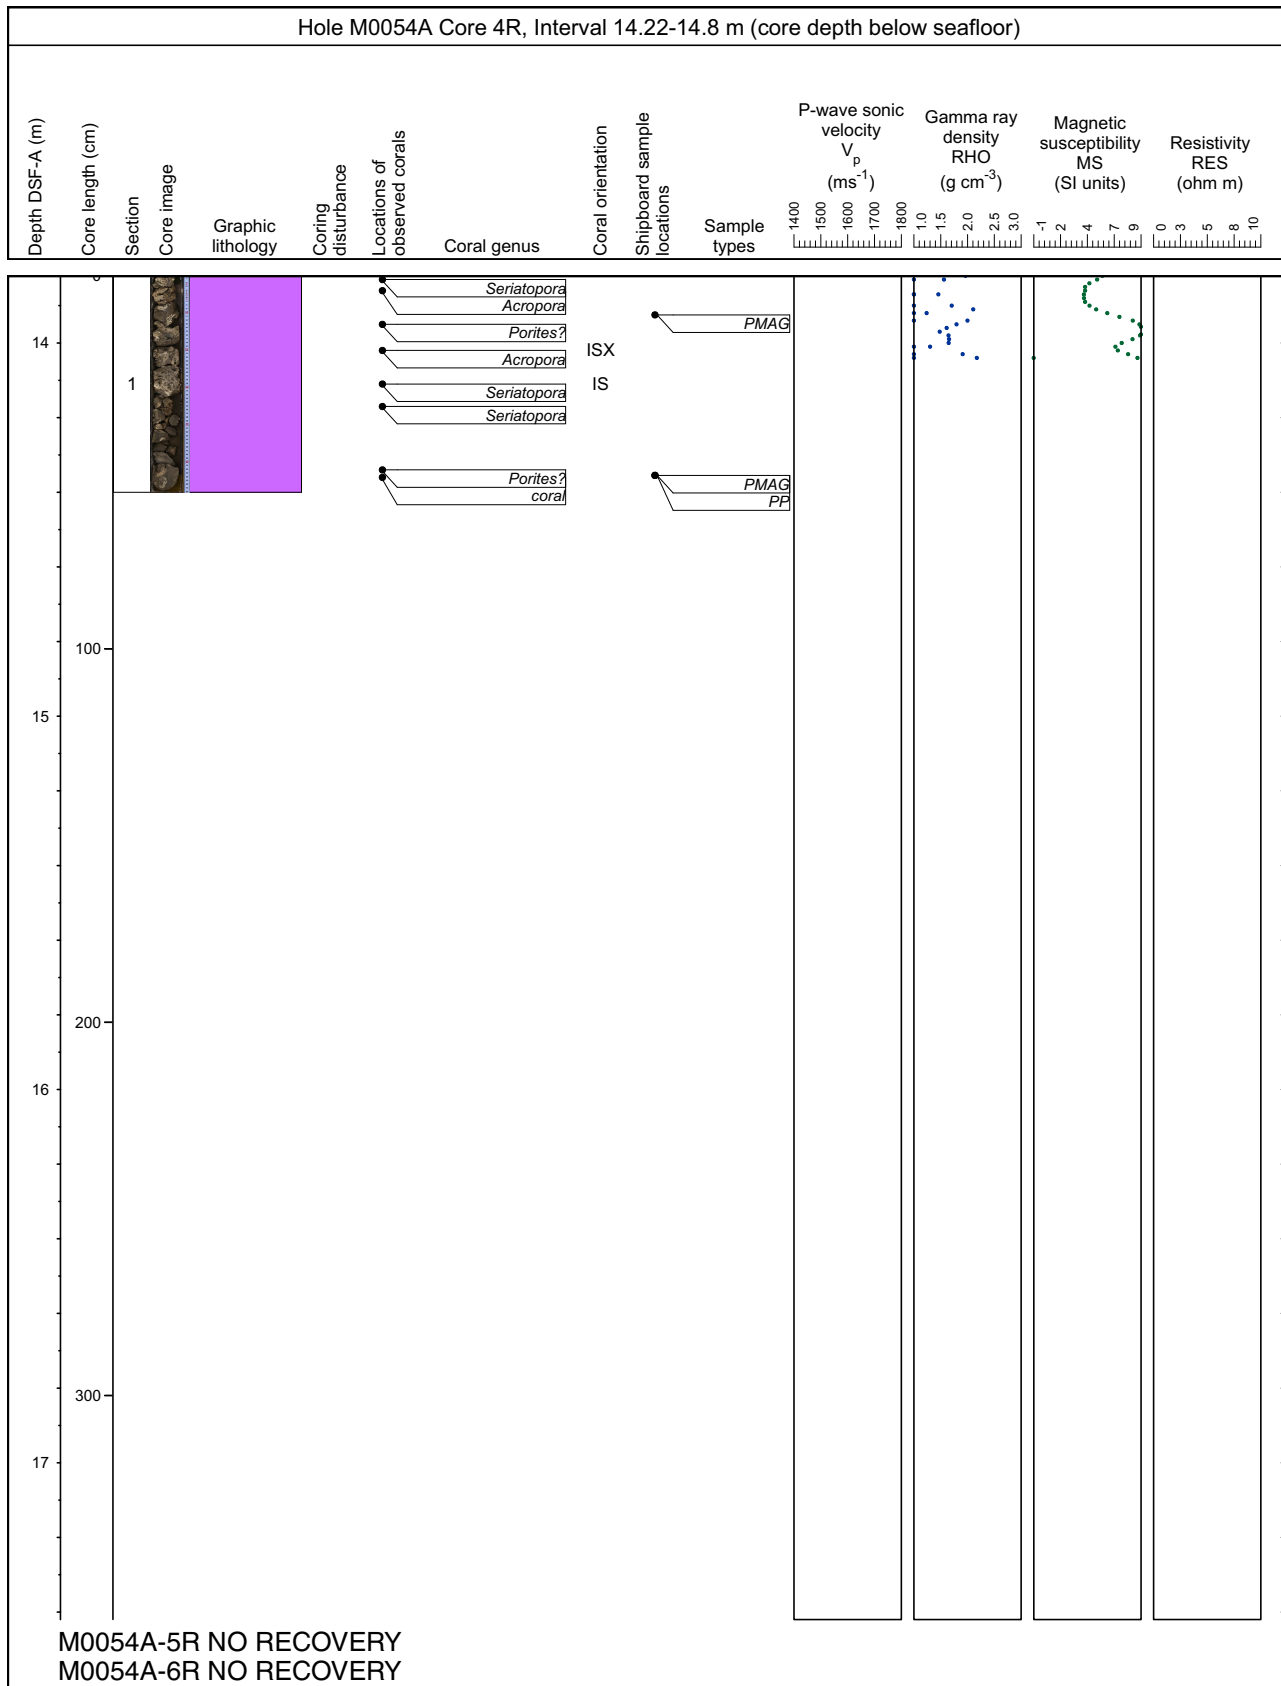 Hole M0054A Core 4R, Interval 14.22-14.8 m (core depth below seafloor)
Depth DSF-A (m)
Core length (cm)
Section
Core image
Graphic
lithology
Coring
disturbance
Locations of
observed corals
Coral genus
Coral orientation
Shipboard sample
locations
Sample
types
P-wave sonic
velocity
Vp
(ms-1)
1400 1500 1600 1700 1800
Gamma ray
density
RHO
(g cm-3)
1.0 1.5 2.0 2.5 3.0
Magnetic
susceptibility
MS
(SI units)
-1 2 4 7 9
Resistivity
RES
(ohm m)
0 3 5 8 10
Seriatopora
Acropora
Porites?
PMAG
14
ISX
Acropora
1
IS
Seriatopora
Seriatopora
Porites?
coral
PMAG
PP
100
15
200
16
300
17
M0054A-5R NO RECOVERY
M0054A-6R NO RECOVERY